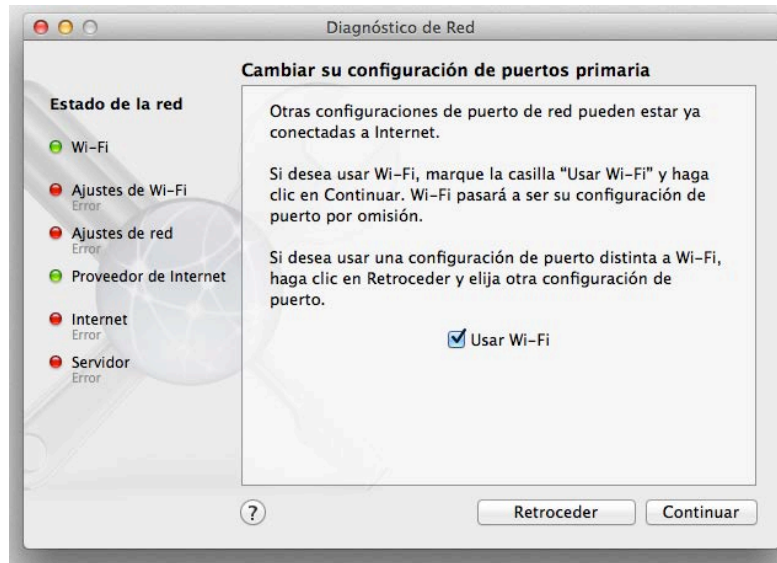 Diagnóstico de Red
Cambiar su configuración de puertos primaria
Estado de la red
Wi-Fi
Ajustes de Wi-Fi
Error
Ajustes de red
Error
Proveedor de Internet
Internet
Error
Servidor
Error
Otras configuraciones de puerto de red pueden estar ya
conectadas a Internet.
Si desea usar Wi-Fi, marque la casilla “Usar Wi-Fi” y haga
clic en Continuar. Wi-Fi pasará a ser su configuración de
puerto por omisión.
Si desea usar una configuración de puerto distinta a Wi-Fi,
haga clic en Retroceder y elija otra configuración de
puerto.
Usar Wi-Fi
?
Retroceder
Continuar